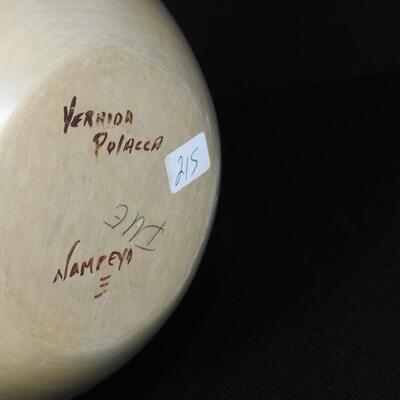 Vernida
Polacca
215
Nampeyo